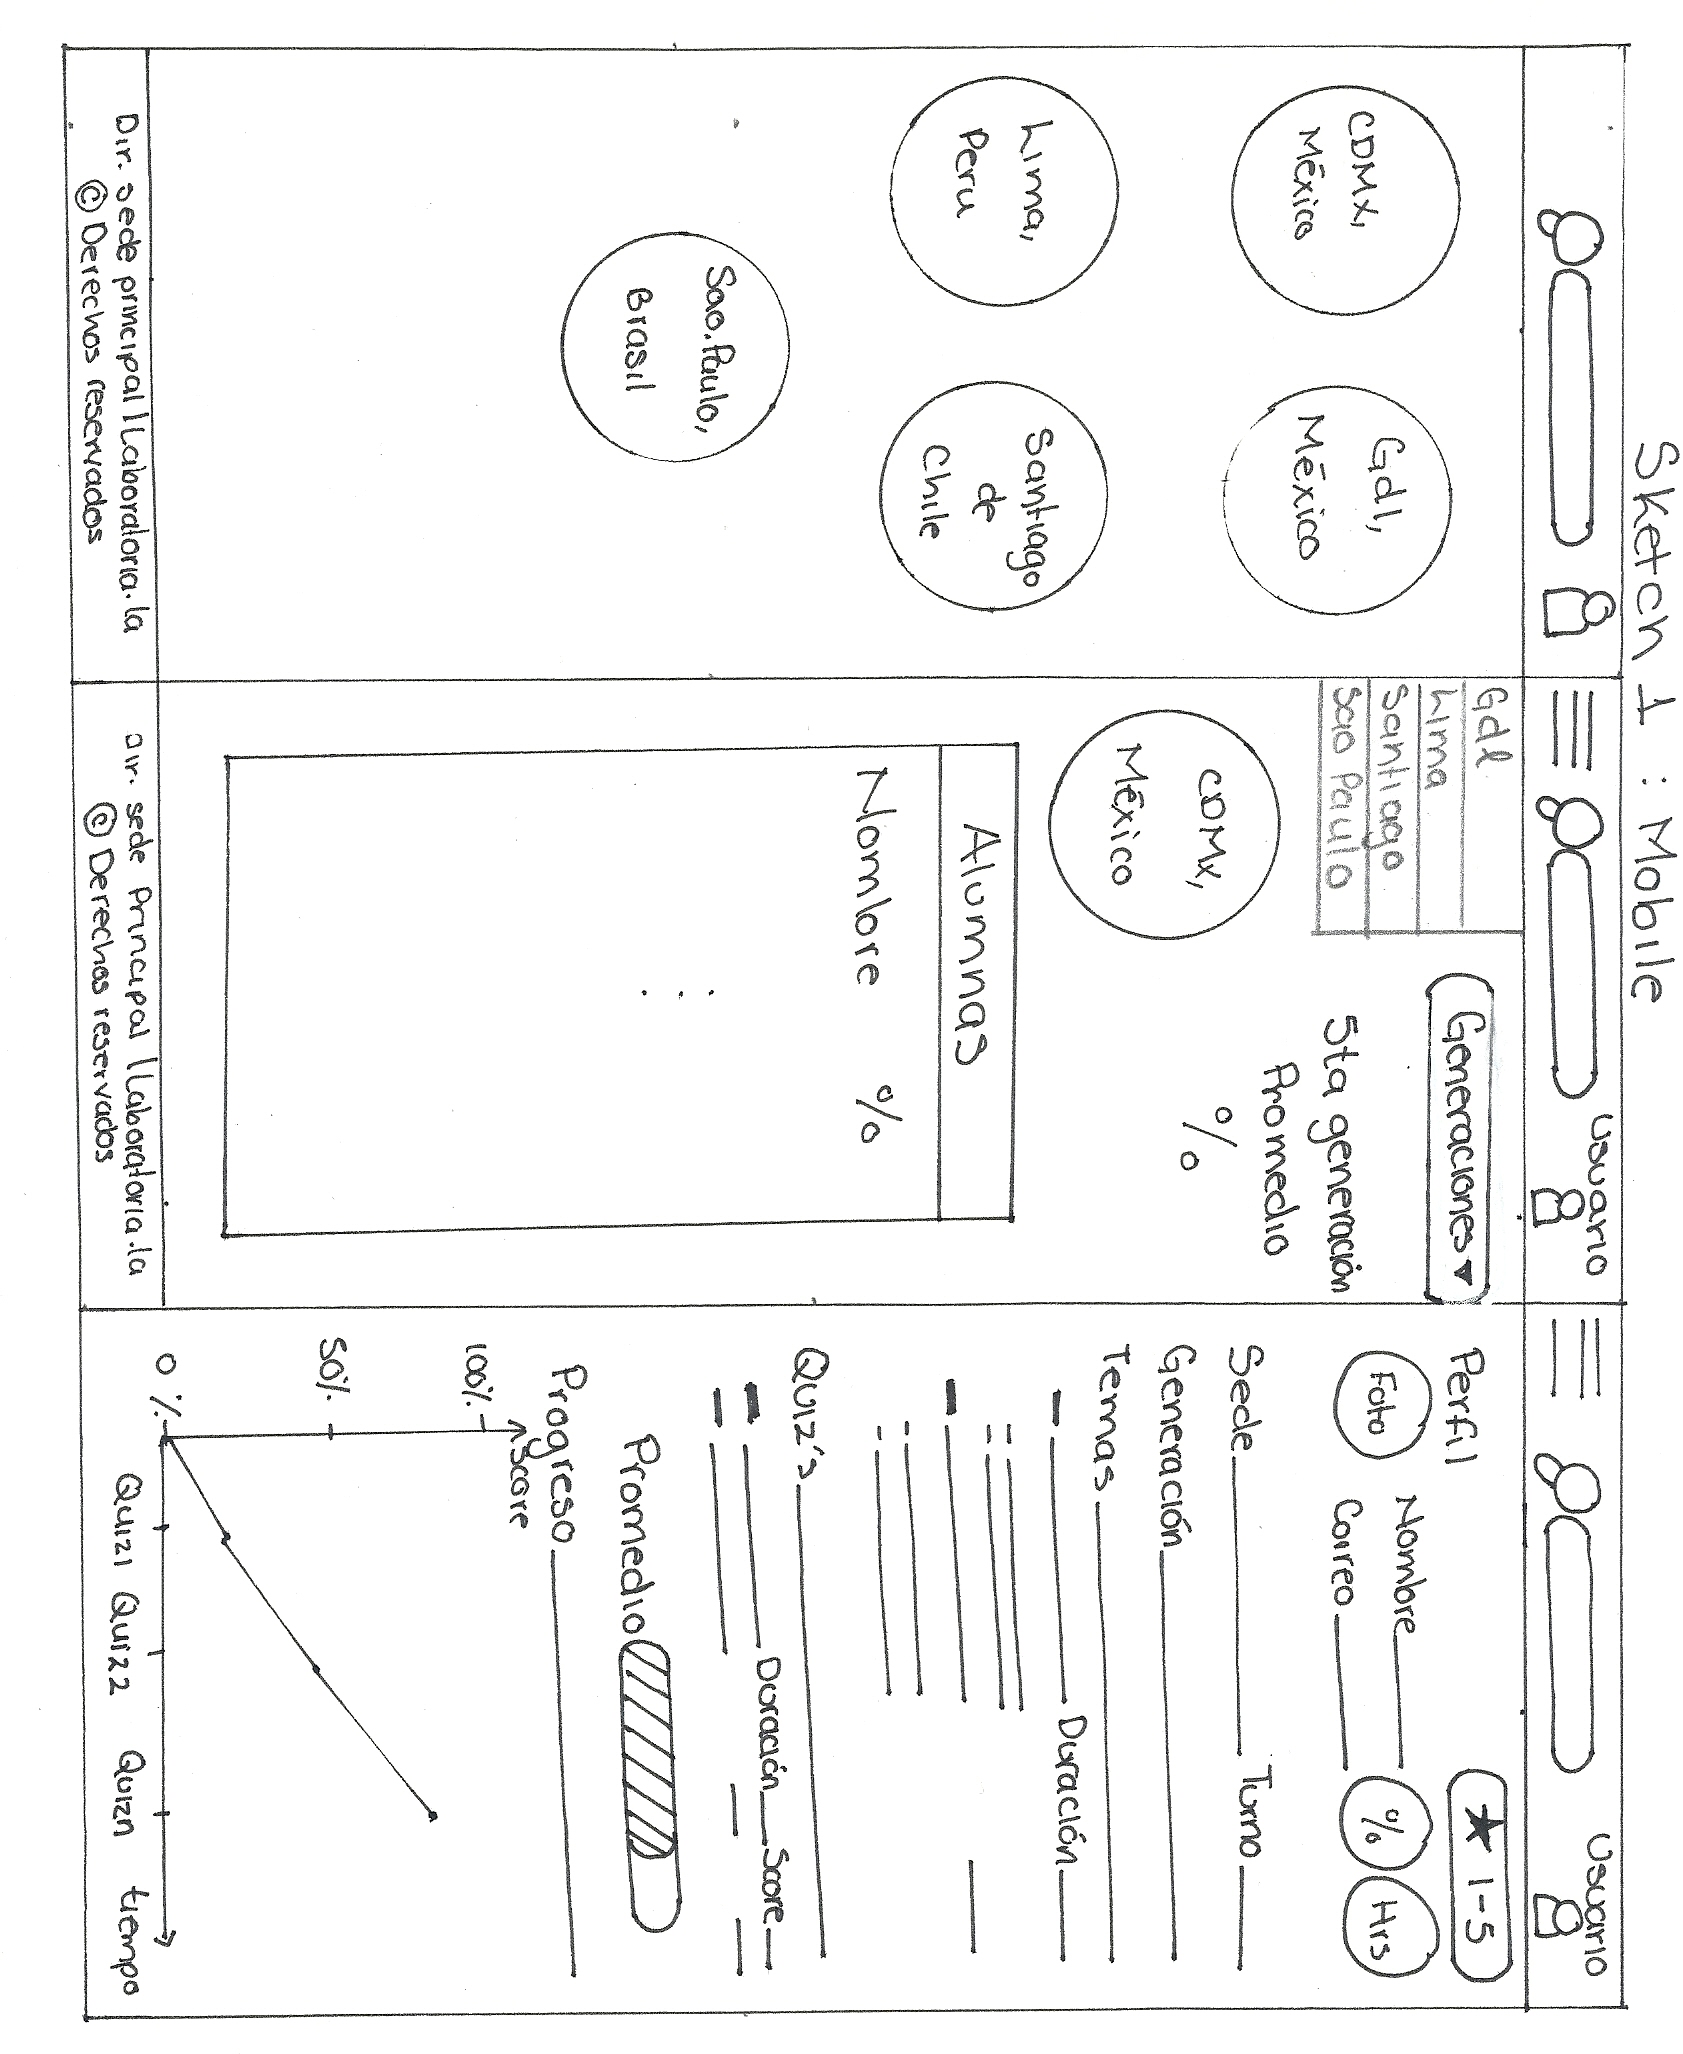 Sketch 1 : Mobile
CDMX,
México
Gdl,
México
Lima,
Peru
Santiago
de
Chile
Sao.Paulo,
Brasil
Dir. sede principal | Laboratoria.la
© Derechos reservados
Usuario
Gdl
Lima
Santiago
Sao Paulo
Generaciones ▼
5ta generación
Promedio
%
CDMX,
México
Alumnas
Nombre %
...
Dir. sede Principal | Laboratoria.la
© Derechos reservados
Usuario
Perfil ★ 1-5
Foto
Nombre
Correo
% Hrs
Sede Turno
Generación
Temas
Duración
Quiz's
Duración Score
Promedio
Progreso
Score
100%
50%
0%
Quiz1 Quiz2 Quizn tiempo